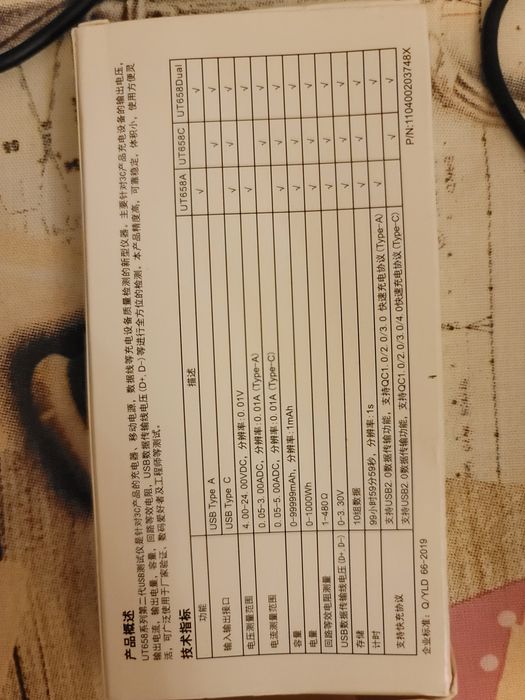 产品概述
UT658系列第二代USB测试仪是针对3C产品的充电器、移动电源、数据线等充电设备质量检测的新型仪器。主要针对3C产品充电设备的输出电压，
输出电流，输出电量，容量，回路等效电阻，USB数据传输线电压(D+、D-)等进行全方位的检测。本产品精度高，可靠稳定，体积小，使用方便灵
活，可广泛使用于厂家验证、数码爱好者及工程师等测试。
技术指标
功能 描述 UT658A UT658C UT658Dual
输入输出接口 USB Type A √ √
USB Type C √ √
电压测量范围 4.00-24.00VDC，分辨率：0.01V √ √ √
电流测量范围 0.05-3.00ADC，分辨率：0.01A (Type-A) √ √
0.05-5.00ADC，分辨率：0.01A (Type-C) √ √
容量 0-99999mAh，分辨率：1mAh √ √ √
电量 0-1000Wh √ √ √
回路等效电阻测量 1-480Ω √ √ √
USB数据传输线电压(D+、D-) 0-3.30V √ √ √
存储 10组数据 √ √ √
计时 99小时59分59秒，分辨率：1s √ √ √
支持快充协议 支持USB2.0数据传输功能，支持QC1.0/2.0/3.0 快速充电协议(Type-A) √ √
支持USB2.0数据传输功能，支持QC1.0/2.0/3.0/4.0快速充电协议(Type-C) √ √
企业标准：Q/YLD 66-2019
P/N:110400203748X